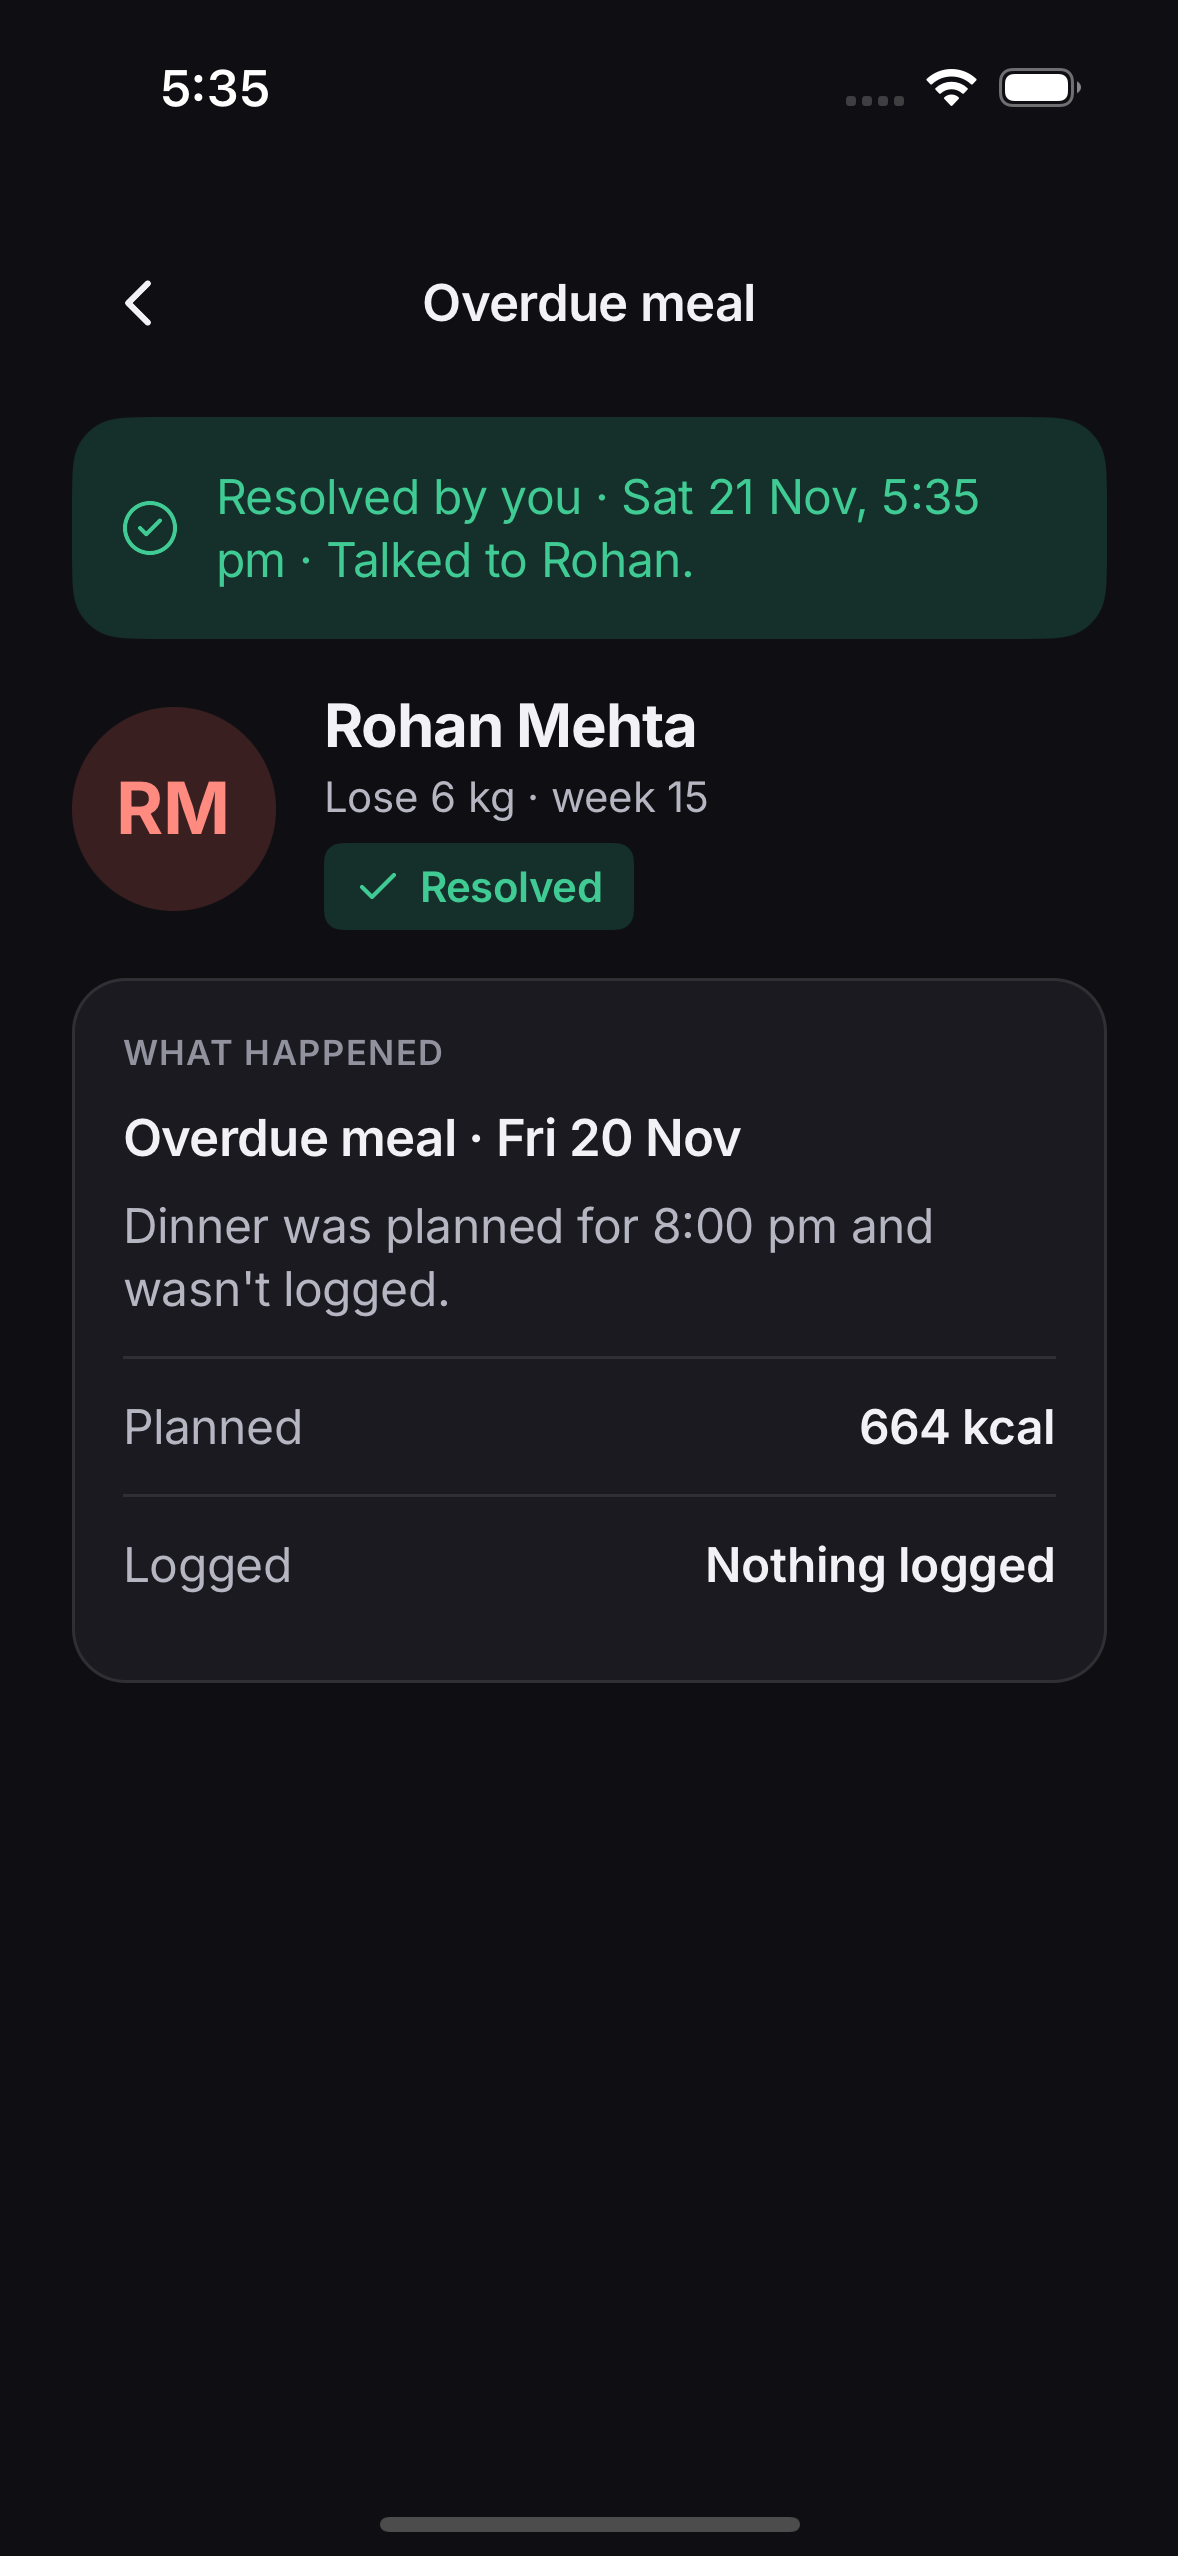 5:35
Overdue meal
Resolved by you · Sat 21 Nov, 5:35
pm · Talked to Rohan.
RM
Rohan Mehta
Lose 6 kg · week 15
Resolved
WHAT HAPPENED
Overdue meal · Fri 20 Nov
Dinner was planned for 8:00 pm and
wasn't logged.
Planned 664 kcal
Logged Nothing logged